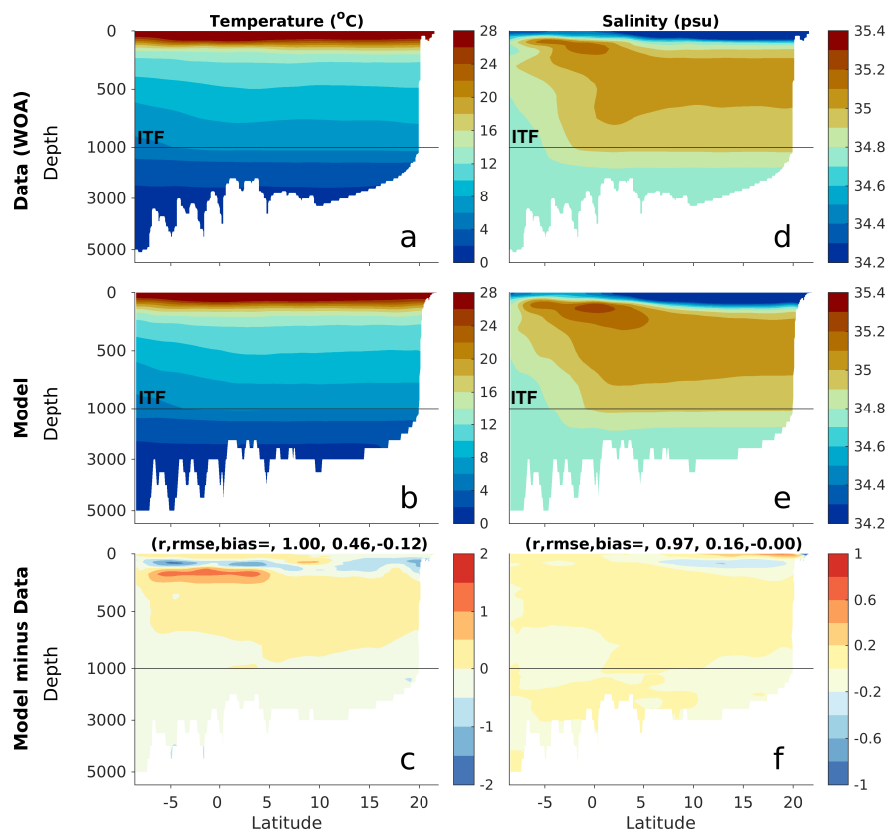 Temperature (°C)
Salinity (psu)
Data (WOA)
Depth
0
500
1000
3000
5000
ITF
a
28
24
20
16
12
8
4
0
ITF
d
35.4
35.2
35
34.8
34.6
34.4
34.2
Model
Depth
0
500
1000
3000
5000
ITF
b
28
24
20
16
12
8
4
0
ITF
e
35.4
35.2
35
34.8
34.6
34.4
34.2
(r,rmse,bias=, 1.00, 0.46,-0.12)
(r,rmse,bias=, 0.97, 0.16,-0.00)
Model minus Data
Depth
0
500
1000
3000
5000
c
2
1
0
-1
-2
f
1
0.6
0.2
-0.2
-0.6
-1
-5 0 5 10 15 20
Latitude
-5 0 5 10 15 20
Latitude